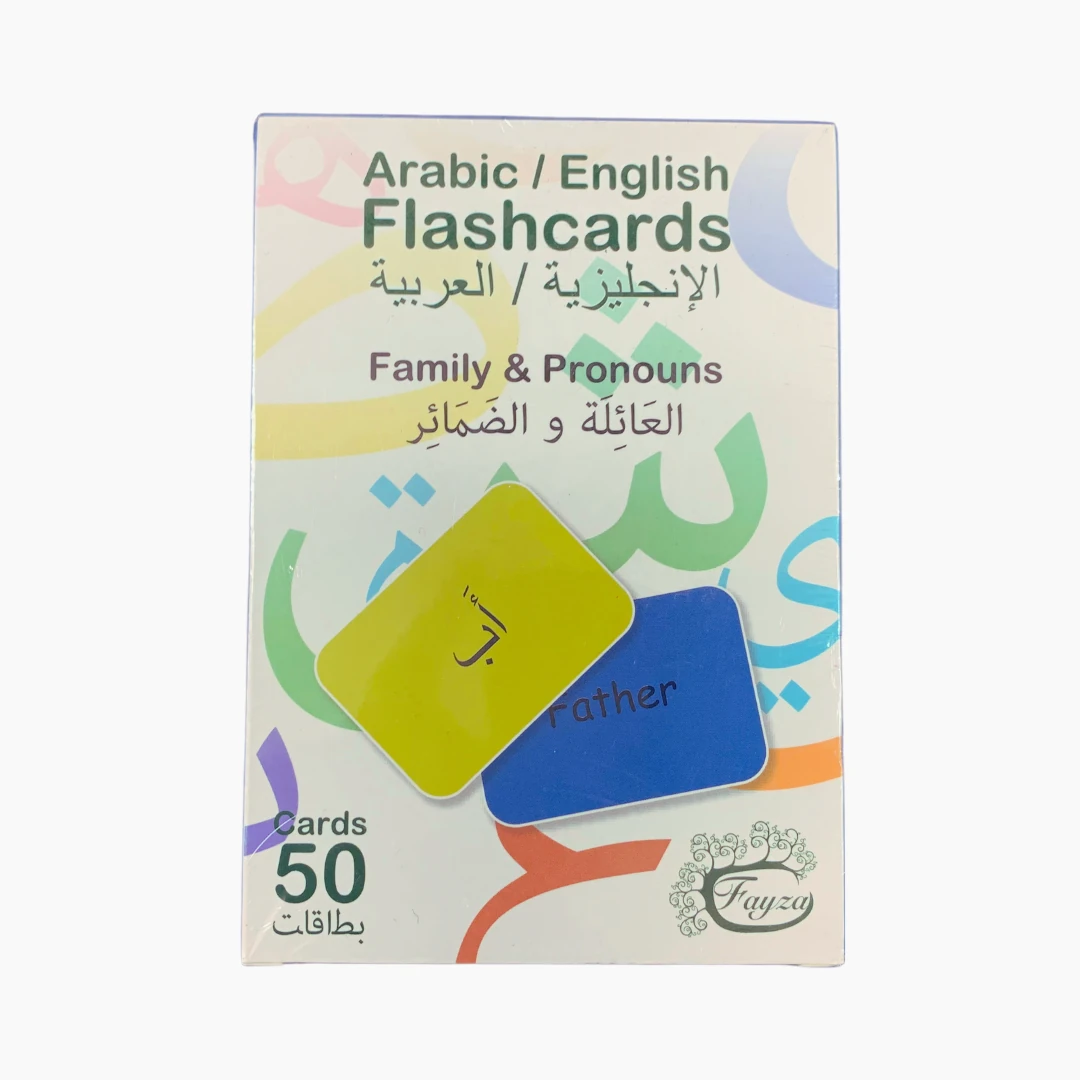 Arabic / English
Flashcards
الإنجليزية / العربية
Family & Pronouns
العَائِلَة و الضَمَائِر
أَب
Father
Cards
50
بطاقات
Fayza